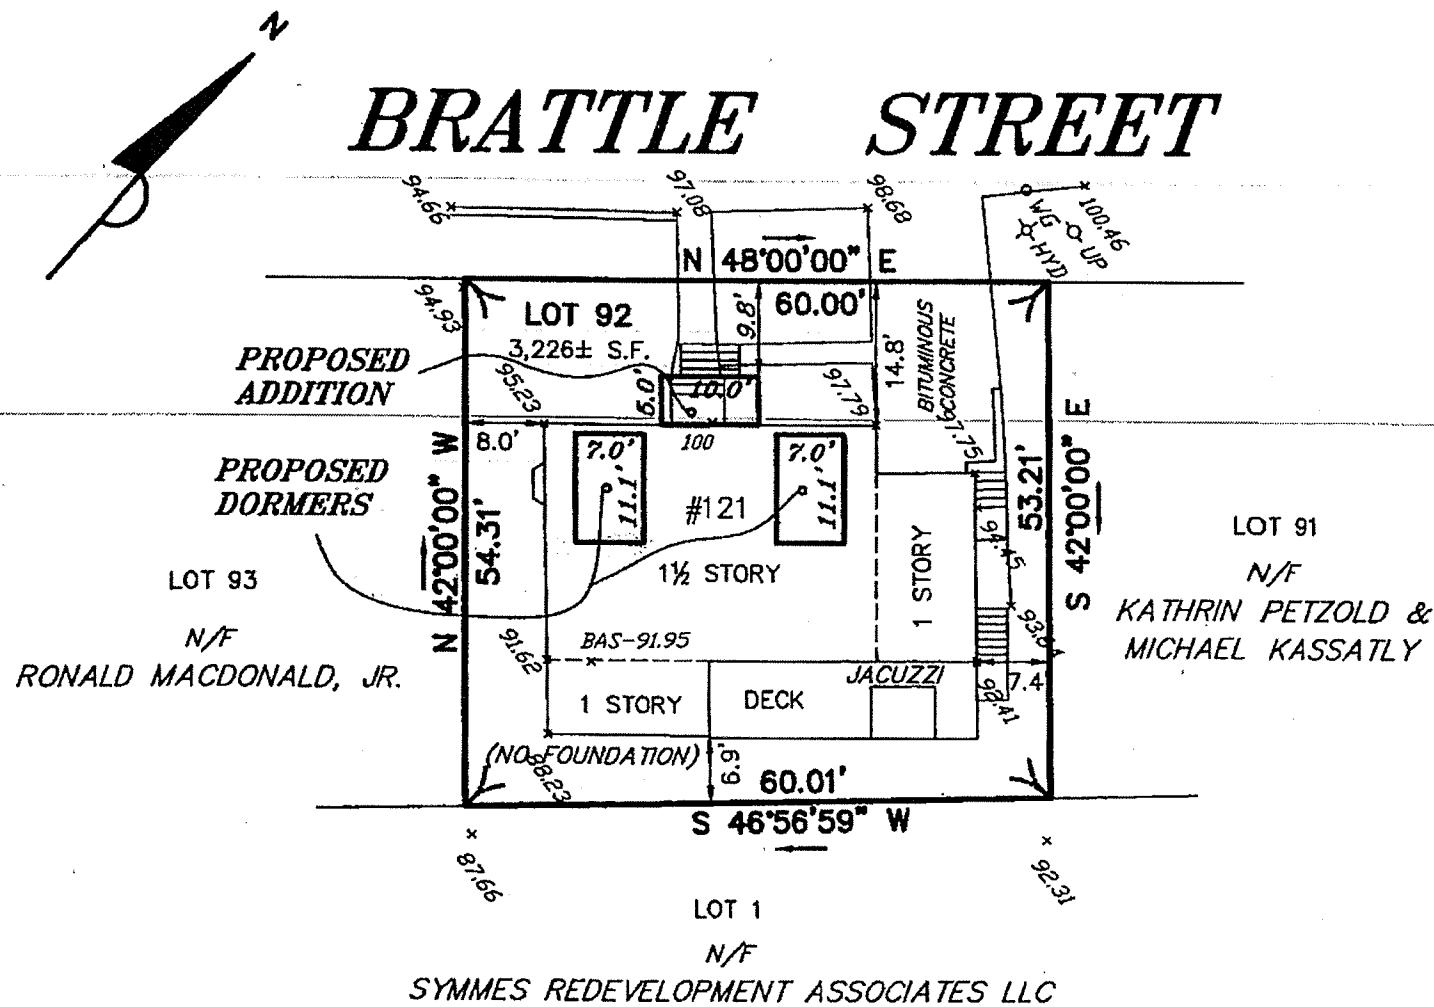 N
BRATTLE STREET
94.66
97.08
98.68
100.46
WG
HYD
UP
N 48°00'00" E
60.00'
94.93
LOT 92
3,226± S.F.
9.8'
14.8'
BITUMINOUS
CONCRETE
PROPOSED
ADDITION
95.23
5.0'
10.0'
97.79
100
8.0'
PROPOSED
DORMERS
7.0'
11.1'
#121
7.0'
11.1'
1½ STORY
1 STORY
N 42°00'00" W
54.31'
53.21'
S 42°00'00" E
94.45
LOT 93
N/F
RONALD MACDONALD, JR.
LOT 91
N/F
KATHRIN PETZOLD &
MICHAEL KASSATLY
91.62
BAS-91.95
JACUZZI
7.4
1 STORY
DECK
(NO FOUNDATION)
88.23
6.9'
60.01'
S 46°56'59" W
87.66
92.31
LOT 1
N/F
SYMMES REDEVELOPMENT ASSOCIATES LLC